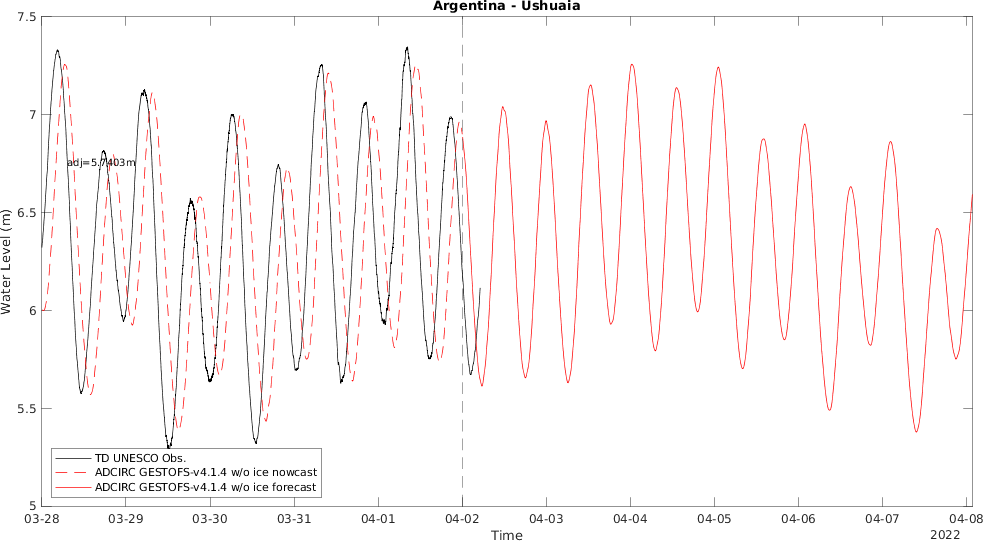 Argentina - Ushuaia
7.5
7
6.5
6
5.5
5
Water Level (m)
adj=5.7403m
TD UNESCO Obs.
ADCIRC GESTOFS-v4.1.4 w/o ice nowcast
ADCIRC GESTOFS-v4.1.4 w/o ice forecast
03-28 03-29 03-30 03-31 04-01 04-02 04-03 04-04 04-05 04-06 04-07 04-08
Time
2022